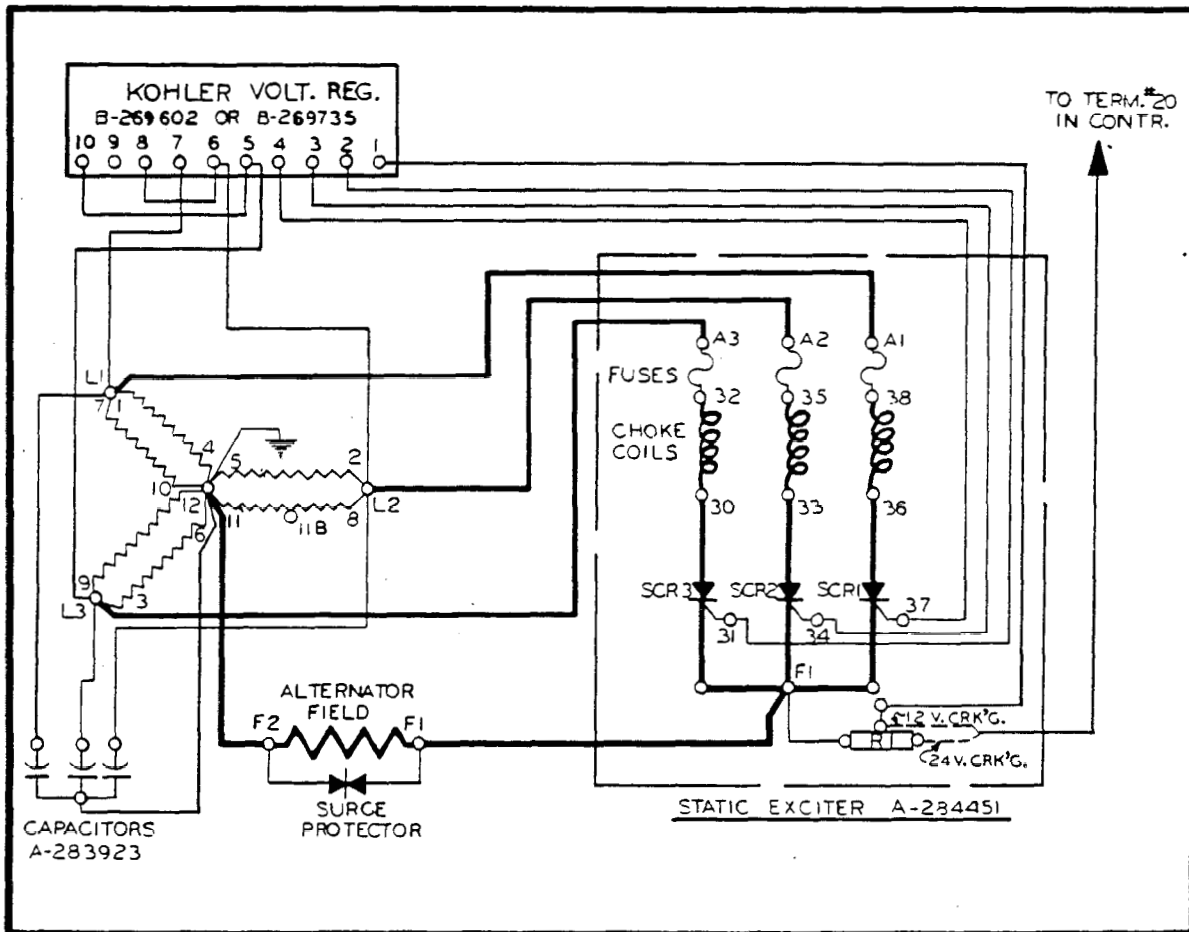 KOHLER VOLT. REG.
B-269602 OR B-269735
10 9 8 7 6 5 4 3 2 1
TO TERM.#20
IN CONTR.
A3 A2 A1
FUSES
32 35 38
CHOKE
COILS
30 33 36
SCR3 SCR2 SCR1
31 34 37
F1
L1
7 1
4
5 2
10
12
L2
11 11B 8
6
9
3
L3
ALTERNATOR
FIELD
F2 F1
SURGE
PROTECTOR
12 V. CRK'G.
R1
24V. CRK'G.
STATIC EXCITER A-284451
CAPACITORS
A-283923